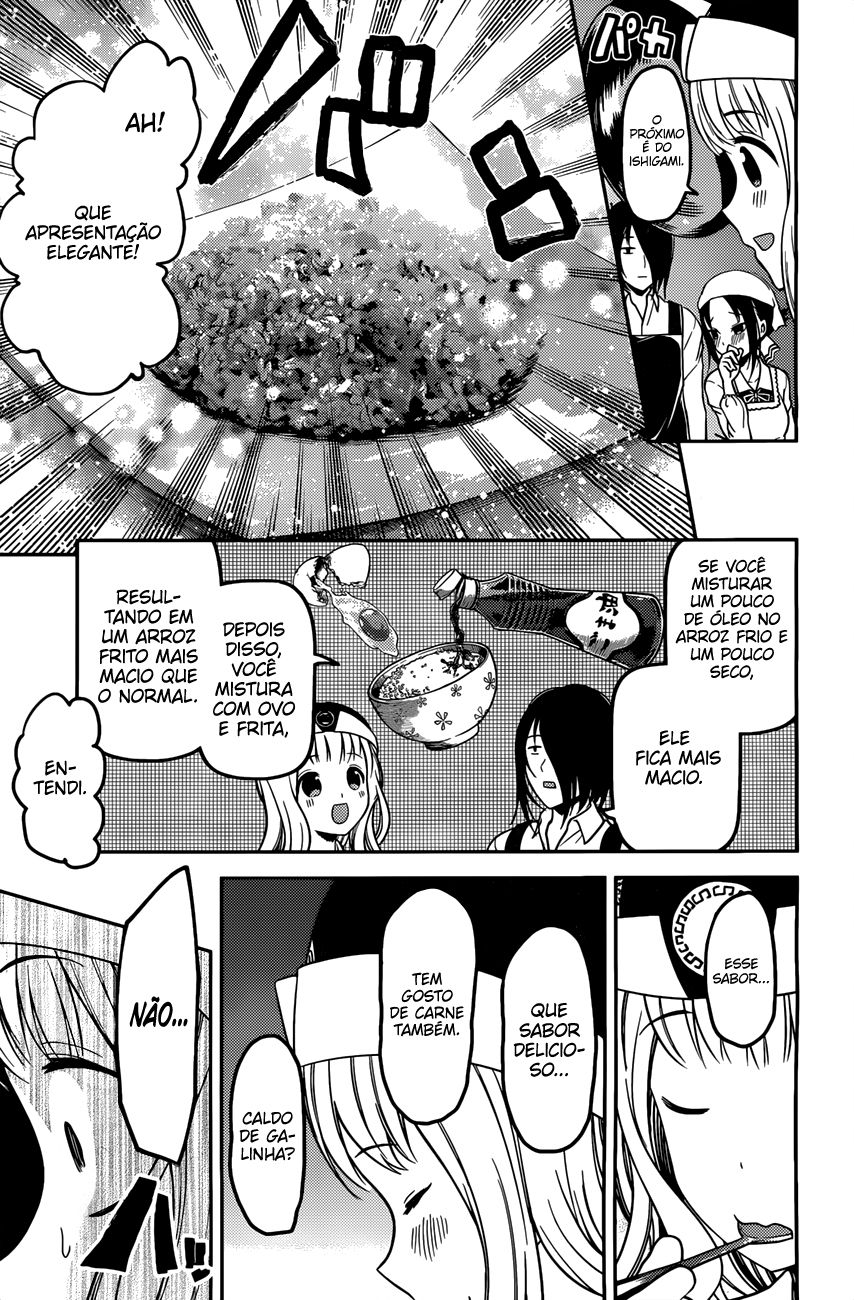 パカ
O
PRÓXIMO
É DO
ISHIGAMI.
AH!
QUE
APRESENTAÇÃO
ELEGANTE!
SE VOCÊ
MISTURAR
UM POUCO
DE ÓLEO NO
ARROZ FRIO E
UM POUCO
SECO,
ELE
FICA MAIS
MACIO.
DEPOIS
DISSO,
VOCÊ
MISTURA
COM OVO
E FRITA,
RESUL-
TANDO EM
UM ARROZ
FRITO MAIS
MACIO QUE
O NORMAL.
EN-
TENDI.
ESSE
SABOR...
QUE
SABOR
DELICIO-
SO...
TEM
GOSTO
DE CARNE
TAMBÉM.
CALDO
DE GA-
LINHA?
NÃO...